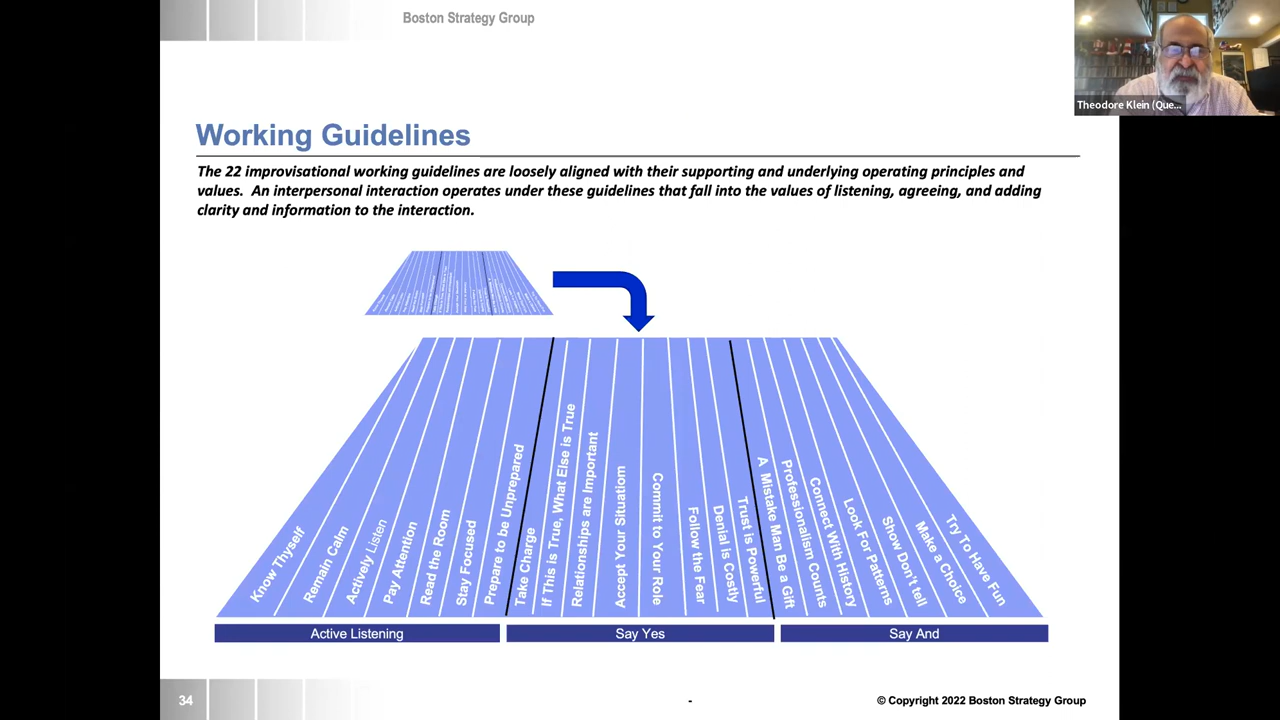 Boston Strategy Group
Theodore Klein (Que...
Working Guidelines
The 22 improvisational working guidelines are loosely aligned with their supporting and underlying operating principles and
values. An interpersonal interaction operates under these guidelines that fall into the values of listening, agreeing, and adding
clarity and information to the interaction.
Know Thyself
Remain Calm
Actively Listen
Pay Attention
Read the Room
Stay Focused
Prepare to be Unprepared
Take Charge
If This is True, What Else is True
Relationships are Important
Accept Your Situatiom
Commit to Your Role
Follow the Fear
Denial is Costly
Trust is Powerful
A Mistake Man Be a Gift
Professionalism Counts
Connect With History
Look For Patterns
Show Don't tell
Make a Choice
Try To Have Fun
Active Listening
Say Yes
Say And
34
-
© Copyright 2022 Boston Strategy Group